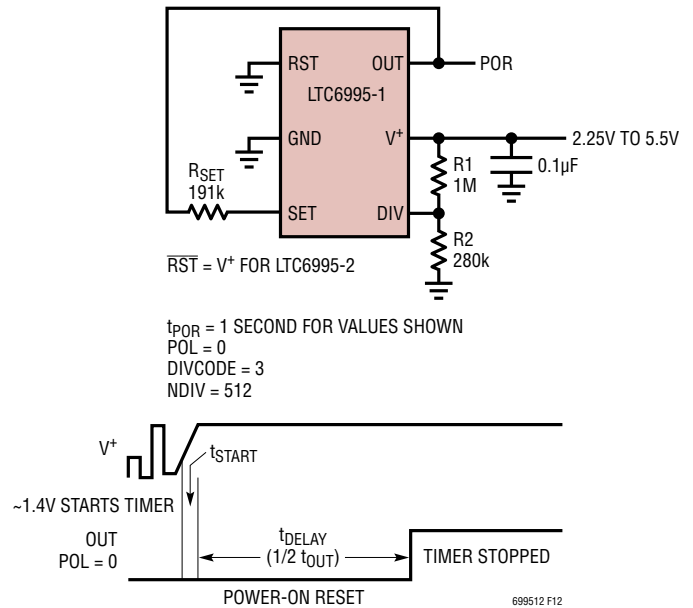 RST
OUT
POR
LTC6995-1
GND
V+
2.25V TO 5.5V
R1
1M
0.1µF
RSET
191k
SET
DIV
R2
280k
RST = V+ FOR LTC6995-2
tPOR = 1 SECOND FOR VALUES SHOWN
POL = 0
DIVCODE = 3
NDIV = 512
V+
tSTART
~1.4V STARTS TIMER
OUT
POL = 0
tDELAY
(1/2 tOUT)
TIMER STOPPED
POWER-ON RESET
699512 F12